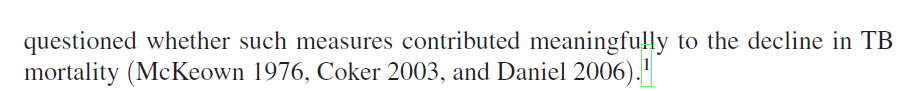 questioned whether such measures contributed meaningfully to the decline in TB
mortality (McKeown 1976, Coker 2003, and Daniel 2006).1